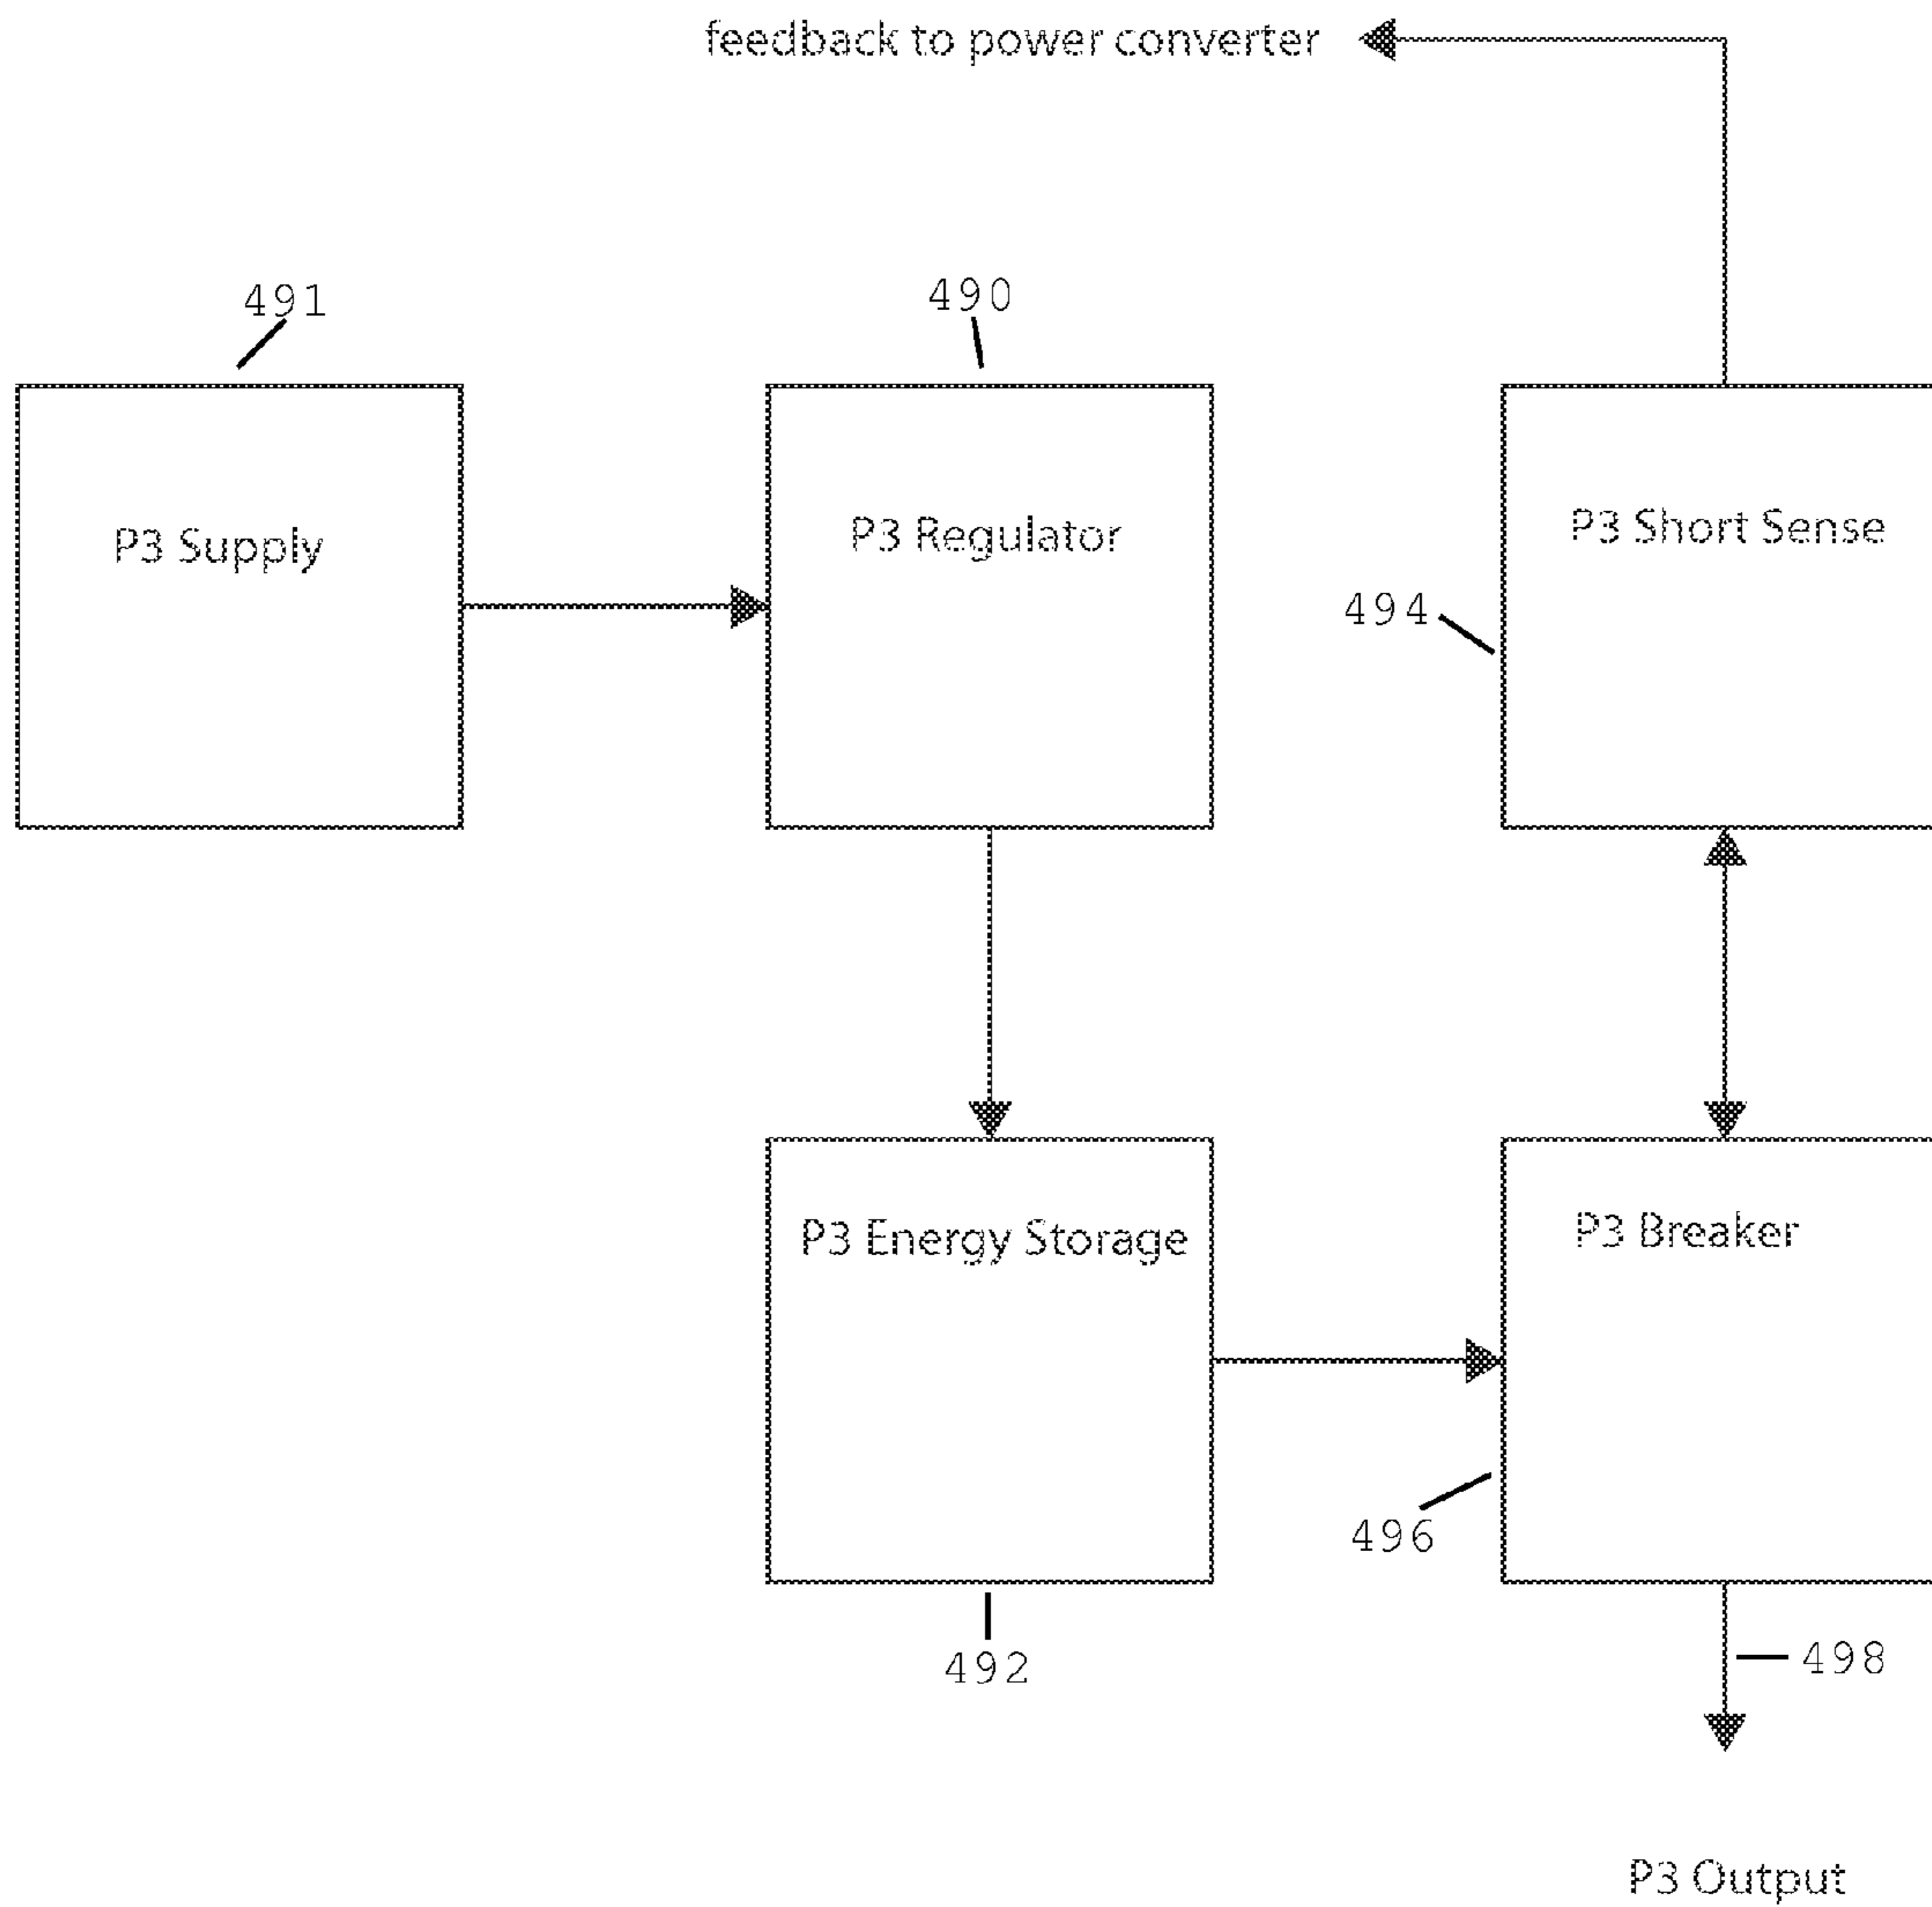 feedback to power converter
491
490
P3 Supply
P3 Regulator
P3 Short Sense
494
P3 Energy Storage
P3 Breaker
496
492
498
P3 Output